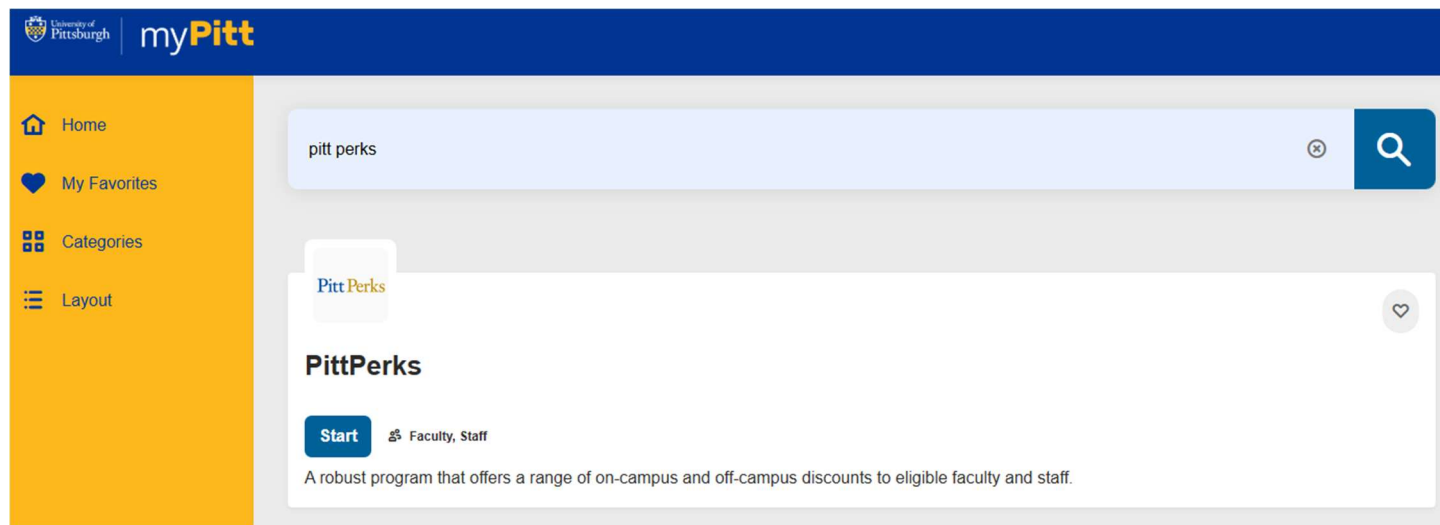 University of
Pittsburgh
myPitt
Home
My Favorites
Categories
Layout
pitt perks
Pitt Perks
PittPerks
Start
Faculty, Staff
A robust program that offers a range of on-campus and off-campus discounts to eligible faculty and staff.